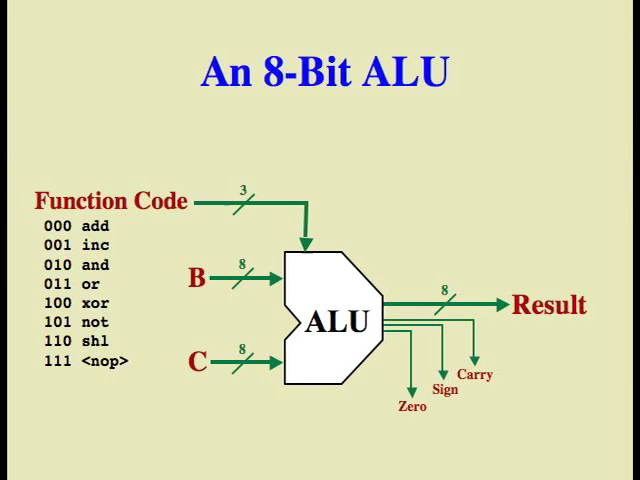 An 8-Bit ALU
Function Code
3
000 add
001 inc
010 and
011 or
100 xor
101 not
110 shl
111 <nop>
B
8
C
8
ALU
8
Result
Carry
Sign
Zero